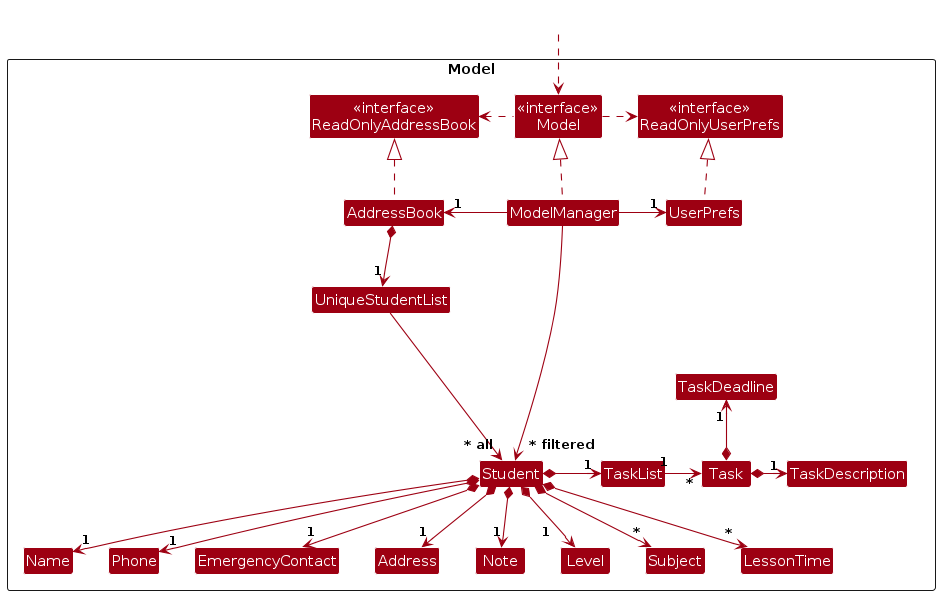 Model
«interface»
ReadOnlyAddressBook
«interface»
Model
«interface»
ReadOnlyUserPrefs
AddressBook
1
ModelManager
1
UserPrefs
1
UniqueStudentList
TaskDeadline
1
* all
* filtered
Student
1
TaskList
1
*
Task
1
TaskDescription
1
1
1
1
1
1
*
*
Name
Phone
EmergencyContact
Address
Note
Level
Subject
LessonTime